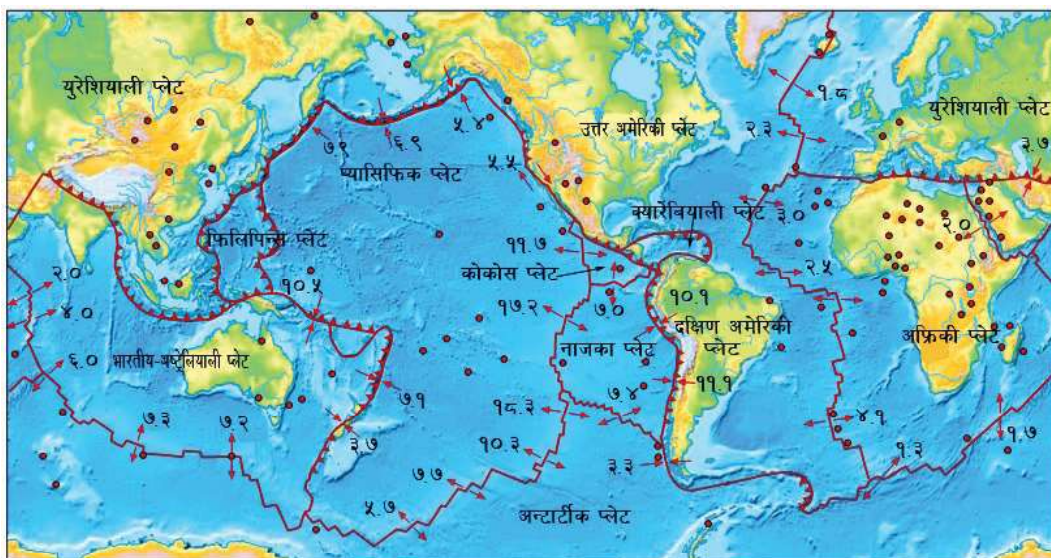 १.८
युरेशियाली प्लेट
युरेशियाली प्लेट
५.४
उत्तर अमेरिकी प्लेट
२.३
७.९
६.९
३.७
प्यासिफिक प्लेट
५.५
३.०
क्यारेबियाली प्लेट
२.०
फिलिपिन्स प्लेट
११.७
कोकोस प्लेट
२.५
२.०
१०.५
१७.२
७.०
१०.१
४.०
दक्षिण अमेरिकी
प्लेट
अफ्रिकी प्लेट
भारतीय-अष्ट्रेलियाली प्लेट
नाजका प्लेट
६.०
११.१
७.४
७.१
१८.३
४.१
७.३
७.२
३.७
१०.३
३.३
१.३
१.७
७.७
५.७
अन्टार्टीक प्लेट